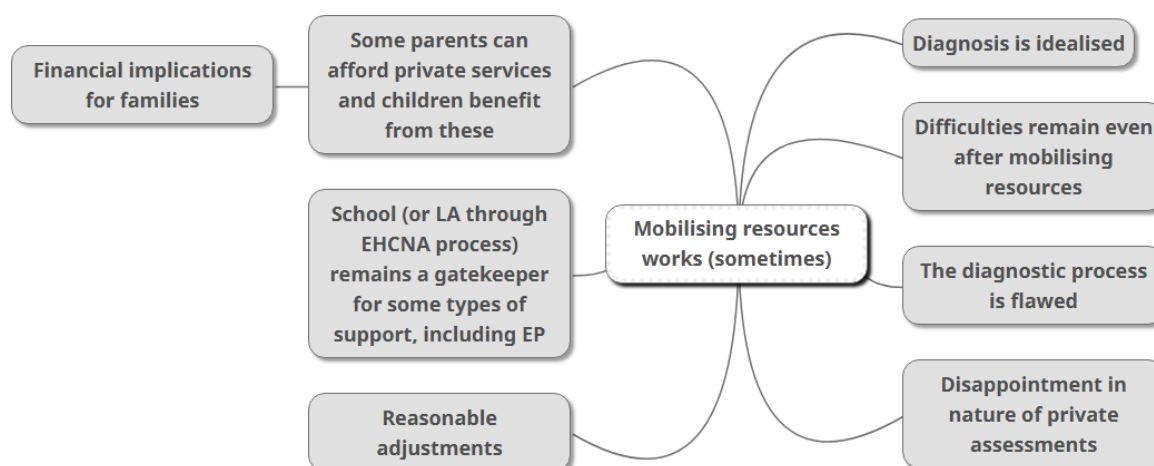 Financial implications
for families
Some parents can
afford private services
and children benefit
from these
School (or LA through
EHCNA process)
remains a gatekeeper
for some types of
support, including EP
Reasonable
adjustments
Mobilising resources
works (sometimes)
Diagnosis is idealised
Difficulties remain even
after mobilising
resources
The diagnostic process
is flawed
Disappointment in
nature of private
assessments